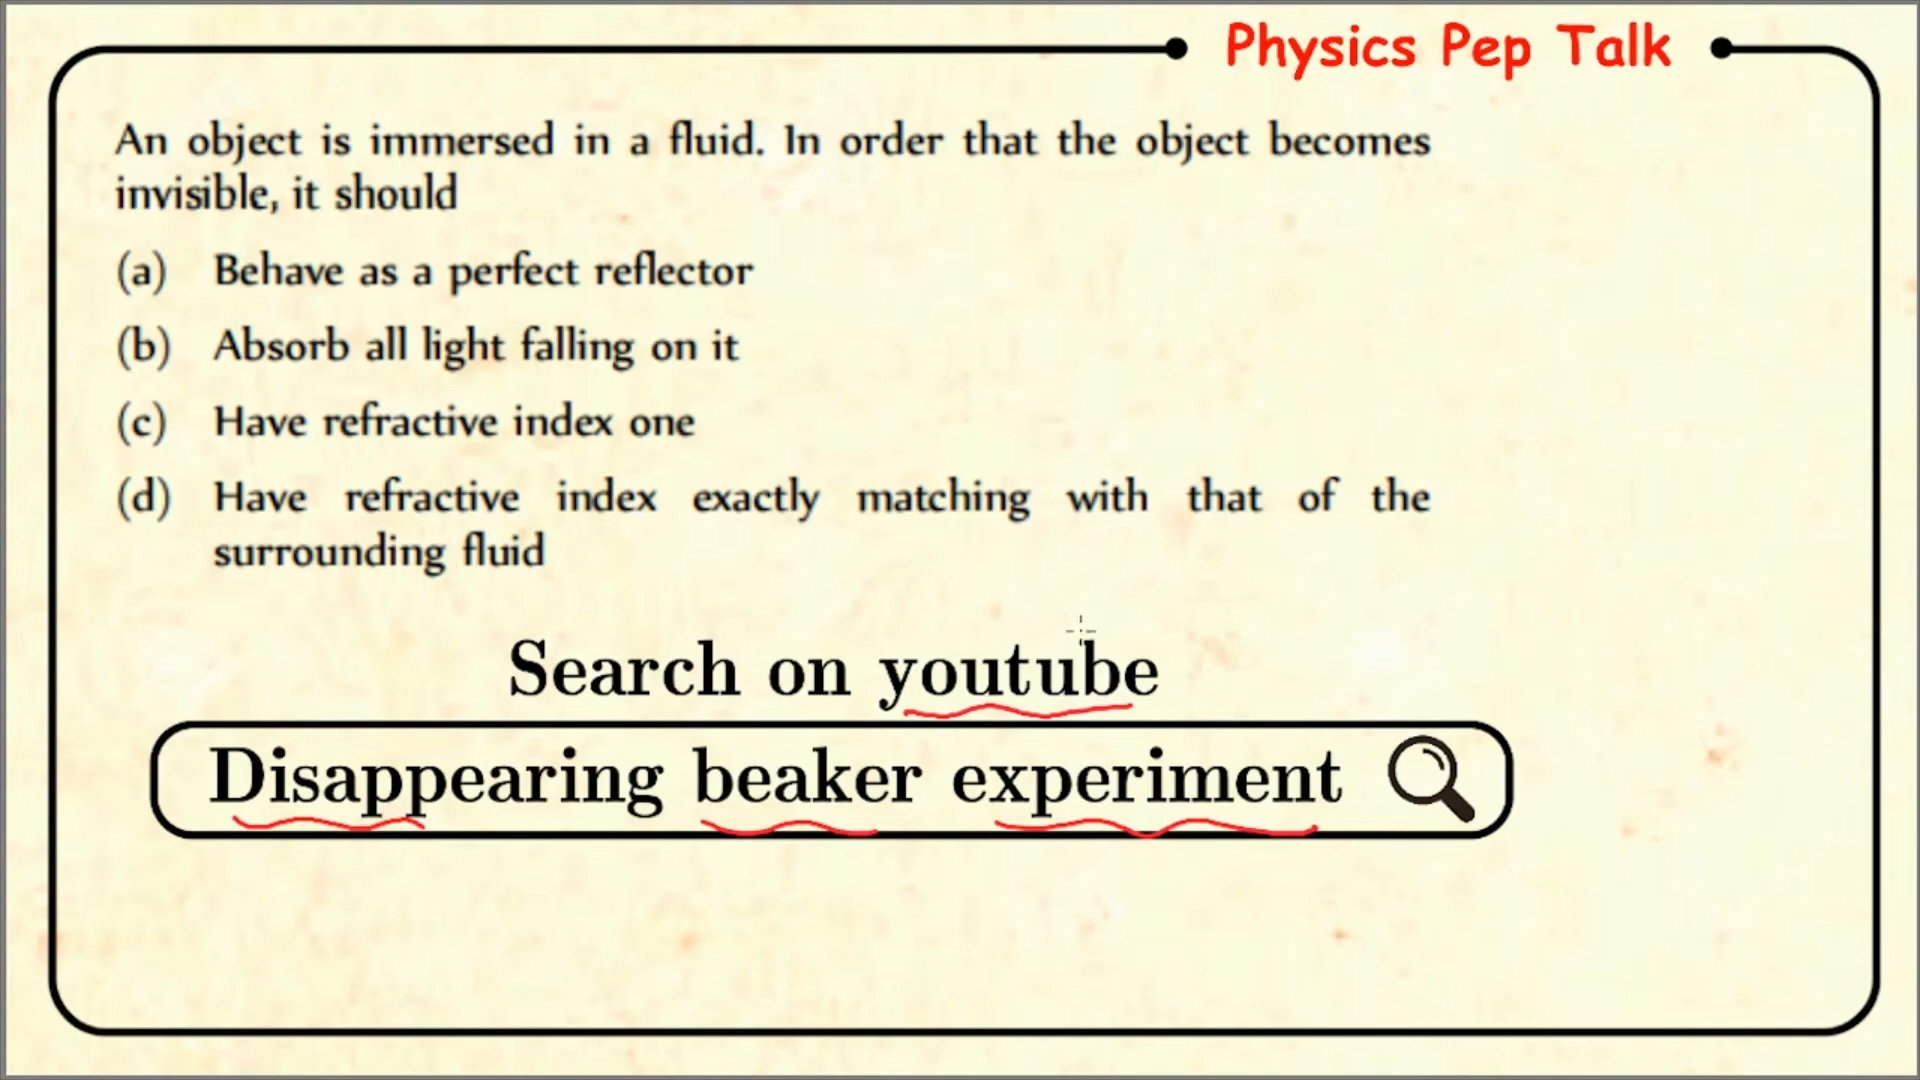 Physics Pep Talk
An object is immersed in a fluid. In order that the object becomes
invisible, it should
(a) Behave as a perfect reflector
(b) Absorb all light falling on it
(c) Have refractive index one
(d) Have refractive index exactly matching with that of the
surrounding fluid
Search on youtube
Disappearing beaker experiment